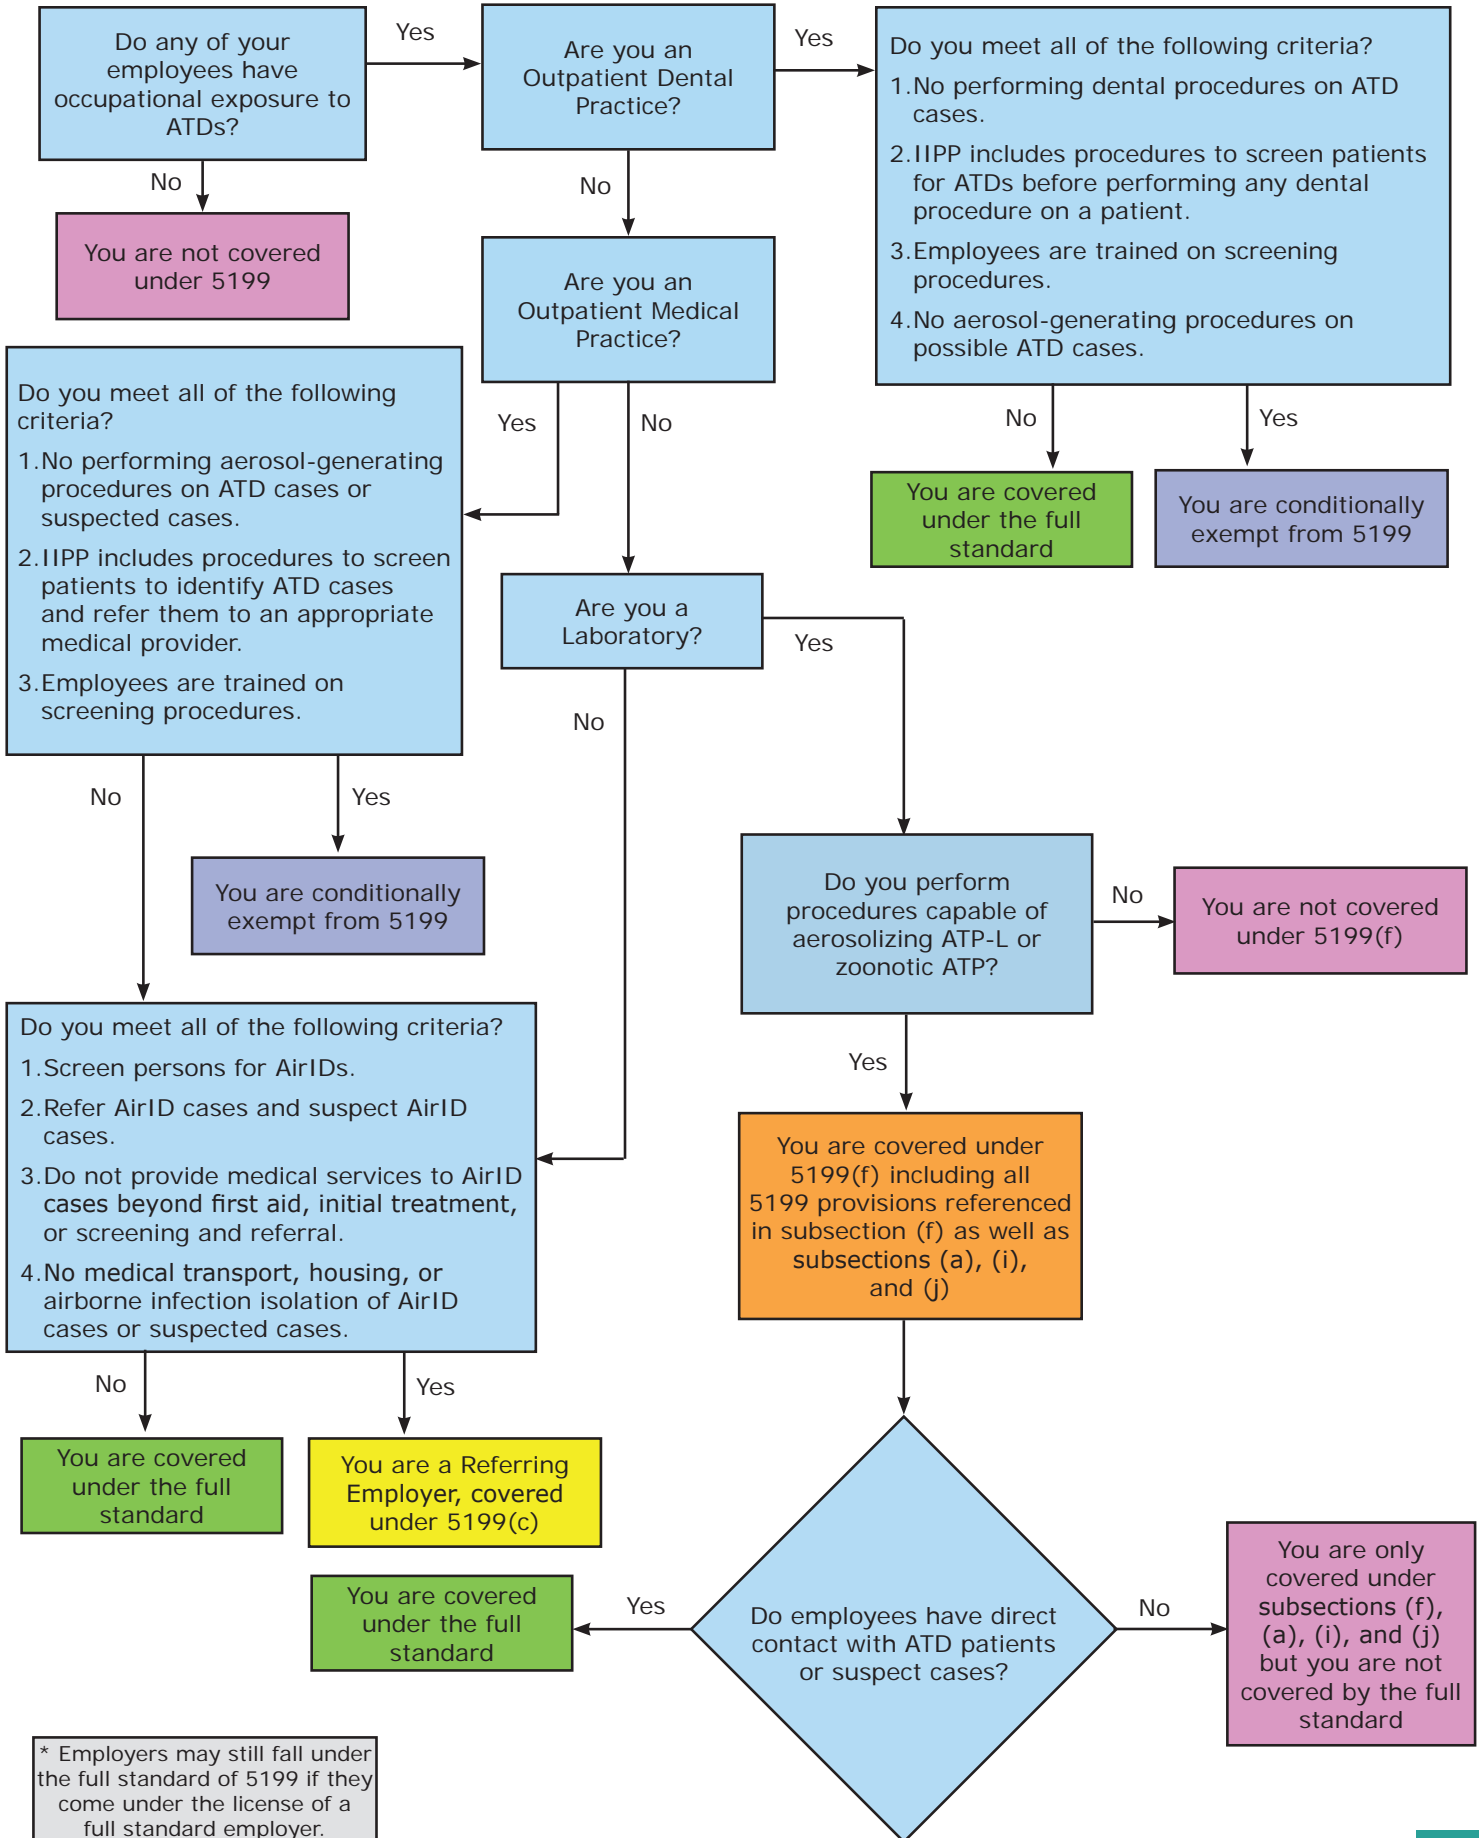 Do any of your
employees have
occupational exposure to
ATDs?
Yes
Are you an
Outpatient Dental
Practice?
Yes
Do you meet all of the following criteria?
1.No performing dental procedures on ATD
cases.
2.IIPP includes procedures to screen patients
for ATDs before performing any dental
procedure on a patient.
3.Employees are trained on screening
procedures.
4.No aerosol-generating procedures on
possible ATD cases.
No
You are not covered
under 5199
No
Are you an
Outpatient Medical
Practice?
No
Yes
You are covered
under the full
standard
You are conditionally
exempt from 5199
Yes
No
Do you meet all of the following
criteria?
1.No performing aerosol-generating
procedures on ATD cases or
suspected cases.
2.IIPP includes procedures to screen
patients to identify ATD cases
and refer them to an appropriate
medical provider.
3.Employees are trained on
screening procedures.
Are you a
Laboratory?
Yes
No
No
Yes
You are conditionally
exempt from 5199
Do you perform
procedures capable of
aerosolizing ATP-L or
zoonotic ATP?
No
You are not covered
under 5199(f)
Do you meet all of the following criteria?
1.Screen persons for AirIDs.
2.Refer AirID cases and suspect AirID
cases.
3.Do not provide medical services to AirID
cases beyond first aid, initial treatment,
or screening and referral.
4.No medical transport, housing, or
airborne infection isolation of AirID
cases or suspected cases.
Yes
You are covered under
5199(f) including all
5199 provisions referenced
in subsection (f) as well as
subsections (a), (i),
and (j)
No
Yes
You are covered
under the full
standard
You are a Referring
Employer, covered
under 5199(c)
Do employees have direct
contact with ATD patients
or suspect cases?
Yes
You are covered
under the full
standard
No
You are only
covered under
subsections (f),
(a), (i), and (j)
but you are not
covered by the full
standard
* Employers may still fall under
the full standard of 5199 if they
come under the license of a
full standard employer.